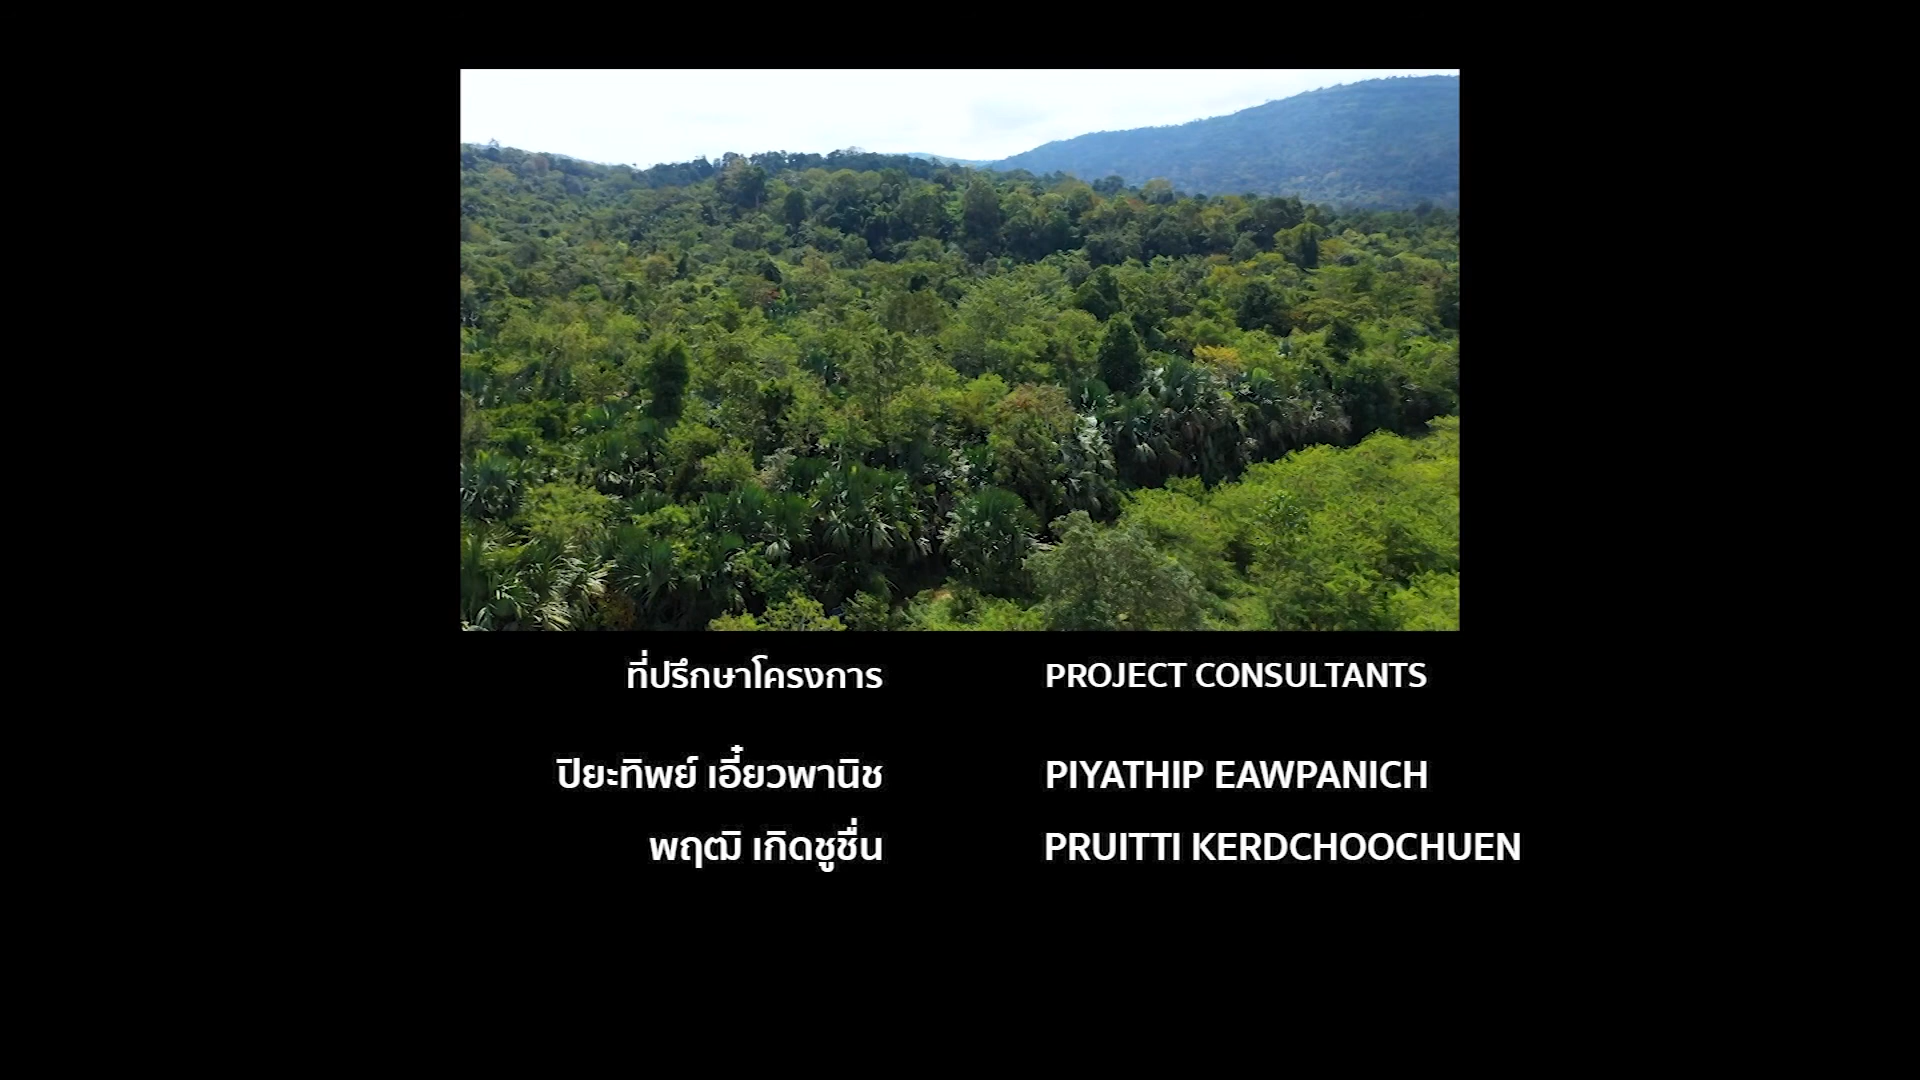 ที่ปรึกษาโครงการ PROJECT CONSULTANTS
ปิยะทิพย์ เอี๋ยวพานิช PIYATHIP EAWPANICH
พฤฒิ เกิดชูชื่น PRUITTI KERDCHOOCHUEN